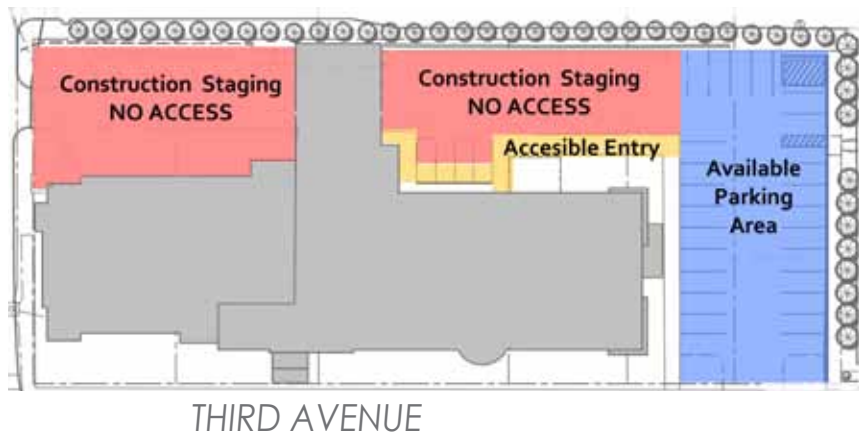 Construction Staging
NO ACCESS
Construction Staging
NO ACCESS
Accesible Entry
Available
Parking
Area
THIRD AVENUE